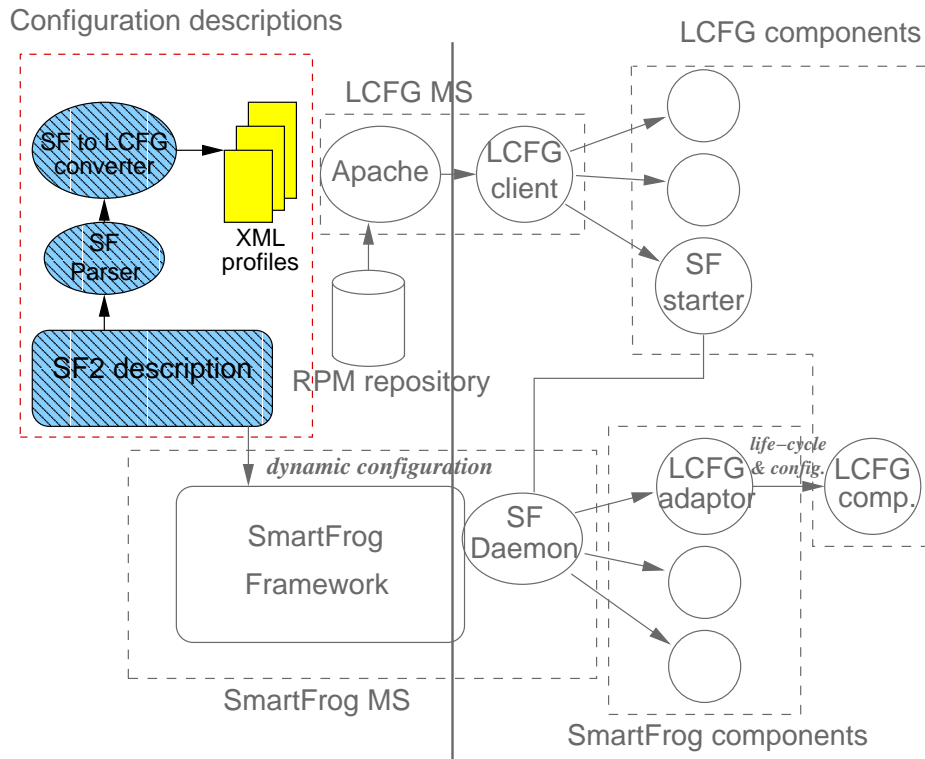 Configuration descriptions
LCFG components
LCFG MS
SF to LCFG
converter
Apache
LCFG
client
XML
profiles
SF
Parser
SF
starter
SF2 description
RPM repository
dynamic configuration
life−cycle
& config.
LCFG
adaptor
LCFG
comp.
SmartFrog
Framework
SF
Daemon
SmartFrog MS
SmartFrog components